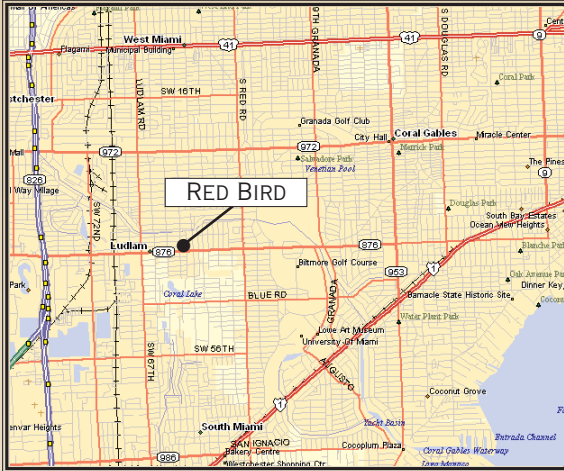 West Miami
Flagami
Municipal Building
41
41
9
9TH GRANADA
S DOUGLAS RD
S RED RD
LUDLAM RD
SW 16TH
Coral Park
tchester
Granada Golf Club
City Hall
Coral Gables
Miracle Center
972
972
Mall
Salvadore Park
Merrick Park
Venetian Pool
The Pines
9
826
l Way Village
RED BIRD
SW 72ND
Douglas Park
South Bay Estates
Ocean View Heights
Ludlam
876
876
Blanche Pa
Biltmore Golf Course
953
1
Oak Avenue Pa
Dinner Key
Park
Coral Lake
BLUE RD
GRANADA
Barnacle State Historic Site
Coconu
Water Plant Park
Lowe Art Museum
University Of Miami
SW 56TH
SW 67TH
AUGUSTO
Coconut Grove
1
South Miami
Yacht Basin
envar Heights
SAN IGNACIO
Entrada Channel
Bakery Centre
Cocoplum Plaza
Coral Gables Waterway
986
Westchester Shopping Ctr